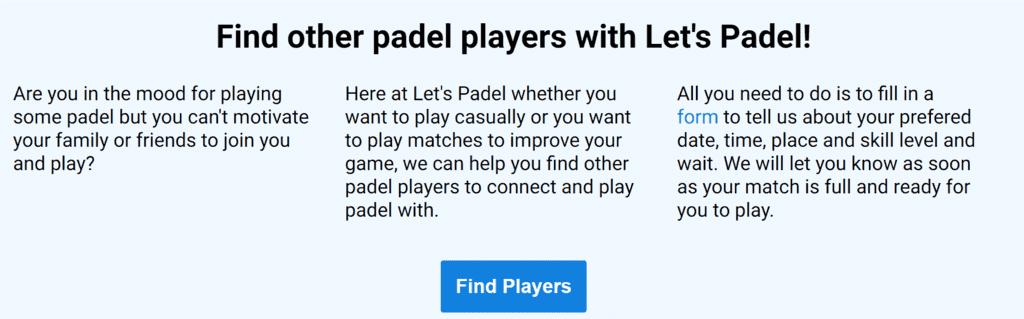 Find other padel players with Let's Padel!
Are you in the mood for playing
some padel but you can't motivate
your family or friends to join you
and play?
Here at Let's Padel whether you
want to play casually or you want
to play matches to improve your
game, we can help you find other
padel players to connect and play
padel with.
All you need to do is to fill in a
form to tell us about your prefered
date, time, place and skill level and
wait. We will let you know as soon
as your match is full and ready for
you to play.
Find Players